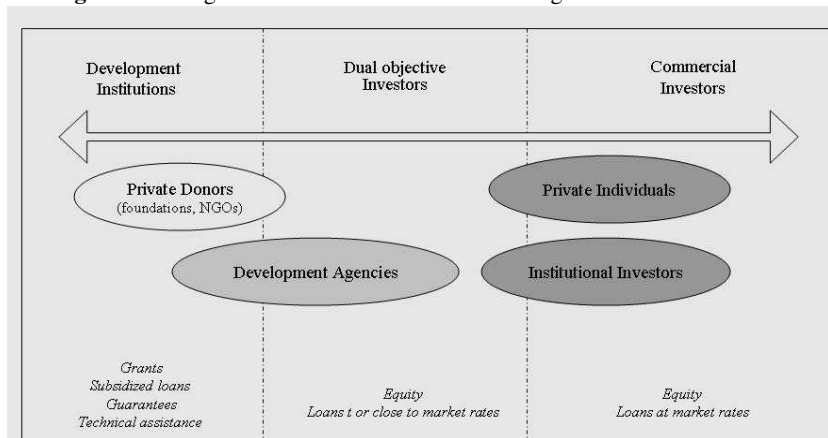 Development
Institutions
Dual objective
Investors
Commercial
Investors
Private Donors
(foundations, NGOs)
Private Individuals
Development Agencies
Institutional Investors
Grants
Subsidized loans
Guarantees
Technical assistance
Equity
Loans t or close to market rates
Equity
Loans at market rates